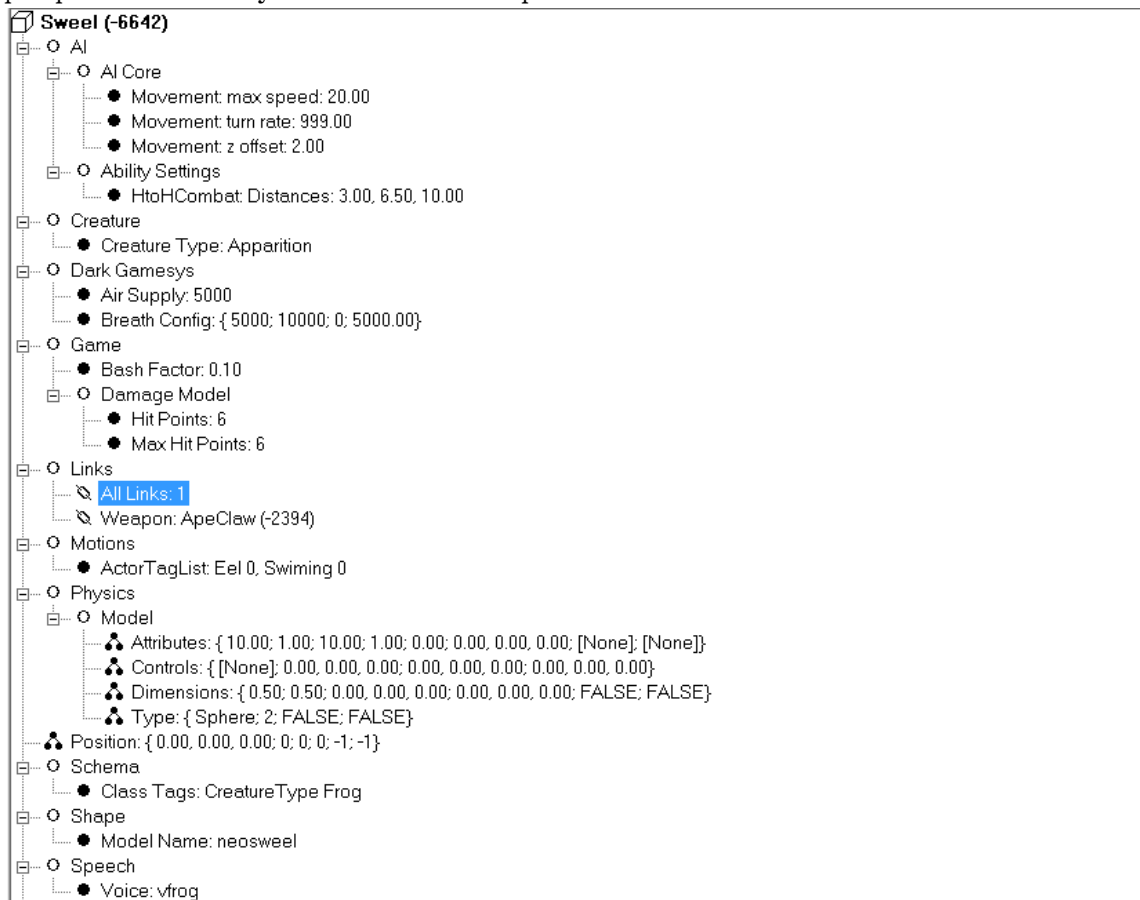 Sweel (-6642)
AI
AI Core
Movement: max speed: 20.00
Movement: turn rate: 999.00
Movement: z offset: 2.00
Ability Settings
HtoHCombat: Distances: 3.00, 6.50, 10.00
Creature
Creature Type: Apparition
Dark Gamesys
Air Supply: 5000
Breath Config: { 5000; 10000; 0; 5000.00}
Game
Bash Factor: 0.10
Damage Model
Hit Points: 6
Max Hit Points: 6
Links
All Links: 1
Weapon: ApeClaw (-2394)
Motions
ActorTagList: Eel 0, Swiming 0
Physics
Model
Attributes: { 10.00; 1.00; 10.00; 1.00; 0.00; 0.00, 0.00, 0.00; [None]; [None]}
Controls: { [None]; 0.00, 0.00, 0.00; 0.00, 0.00, 0.00; 0.00, 0.00, 0.00}
Dimensions: { 0.50; 0.50; 0.00, 0.00, 0.00; 0.00, 0.00, 0.00; FALSE; FALSE}
Type: { Sphere; 2; FALSE; FALSE}
Position: { 0.00, 0.00, 0.00; 0; 0; 0; -1; -1}
Schema
Class Tags: CreatureType Frog
Shape
Model Name: neosweel
Speech
Voice: vfrog